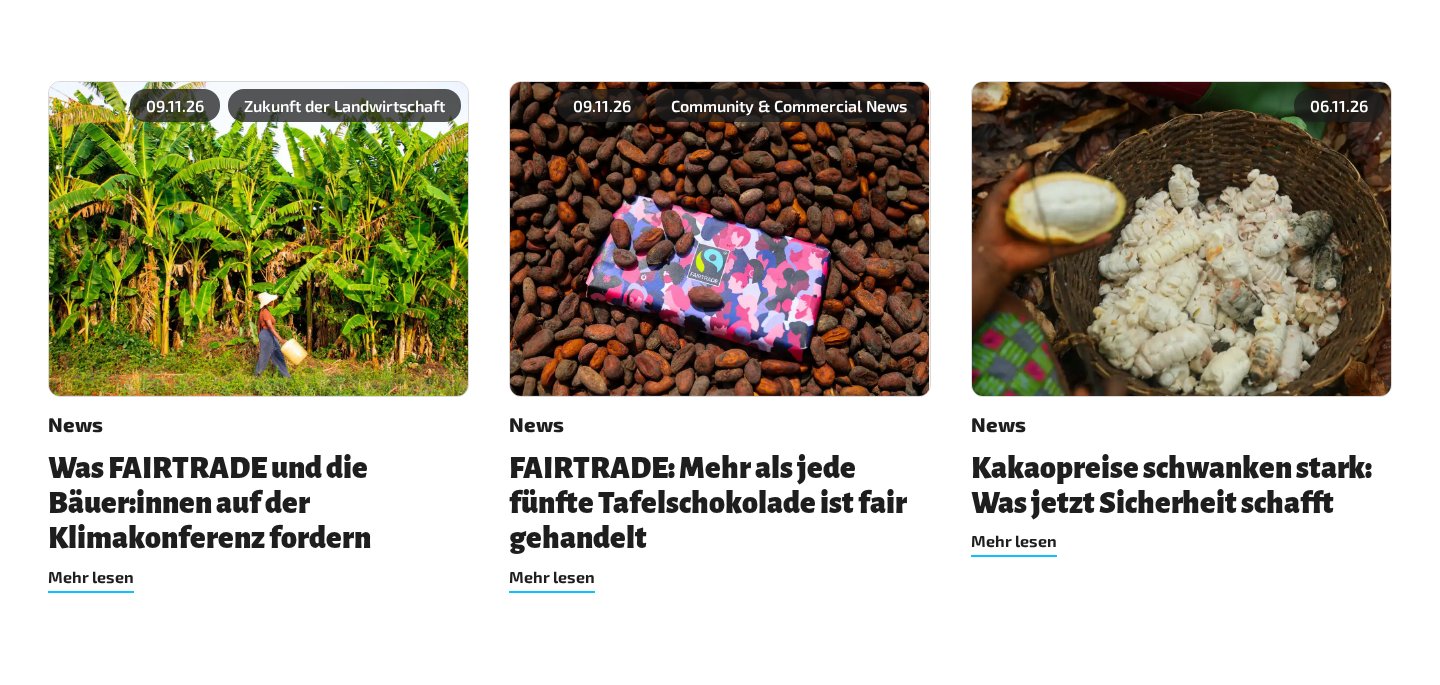 09.11.26
Zukunft der Landwirtschaft
News
Was FAIRTRADE und die
Bäuer:innen auf der
Klimakonferenz fordern
Mehr lesen
09.11.26
Community & Commercial News
FAIRTRADE
News
FAIRTRADE: Mehr als jede
fünfte Tafelschokolade ist fair
gehandelt
Mehr lesen
06.11.26
News
Kakaopreise schwanken stark:
Was jetzt Sicherheit schafft
Mehr lesen